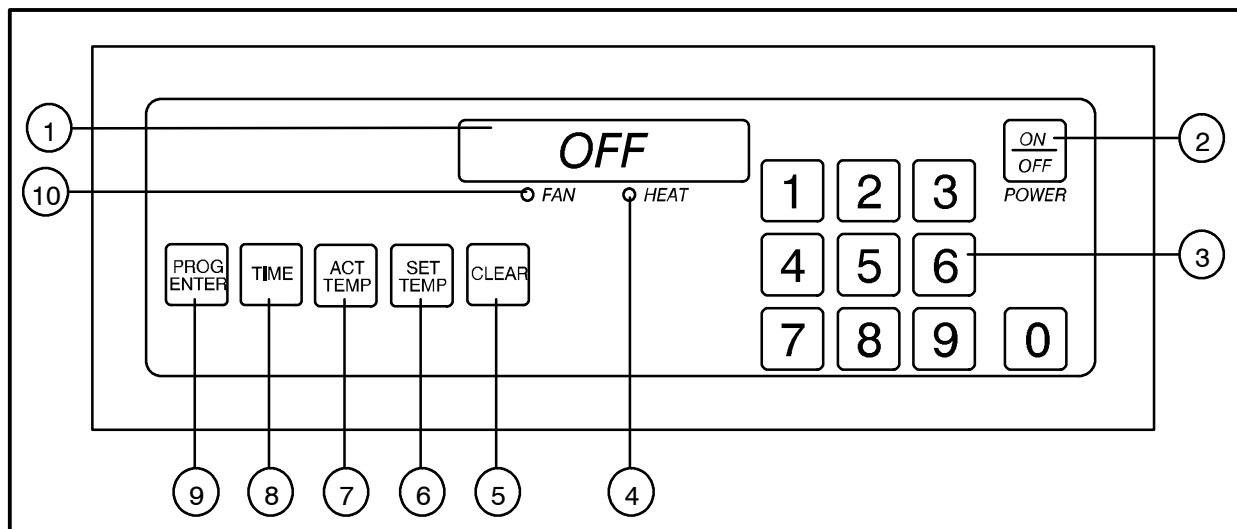 1
OFF
ON
OFF
2
10
FAN
HEAT
POWER
1 2 3
4 5 6
3
PROG
ENTER
TIME
ACT
TEMP
SET
TEMP
CLEAR
7 8 9 0
9
8
7
6
5
4